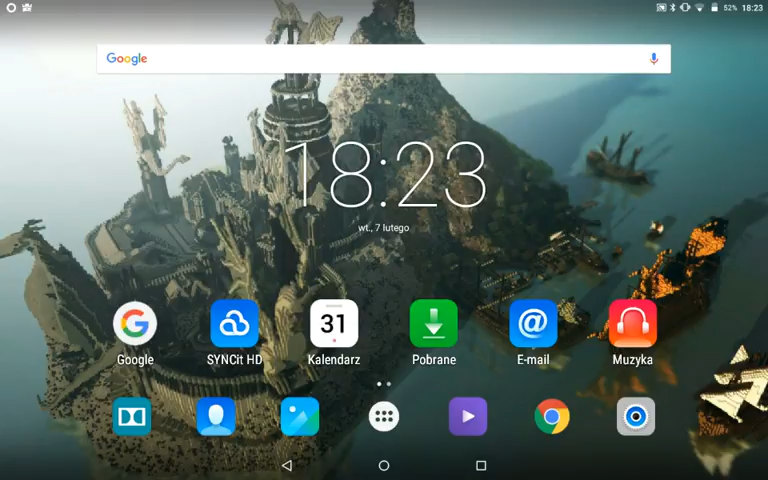 52% 18:23
Google
18:23
wt., 7 lutego
31
Google SYNCit HD Kalendarz Pobrane E-mail Muzyka